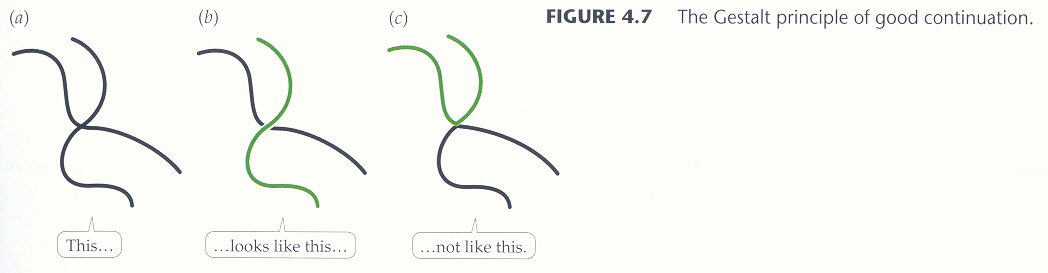 (a)
(b)
(c)
FIGURE 4.7 The Gestalt principle of good continuation.
This…
…looks like this…
…not like this.